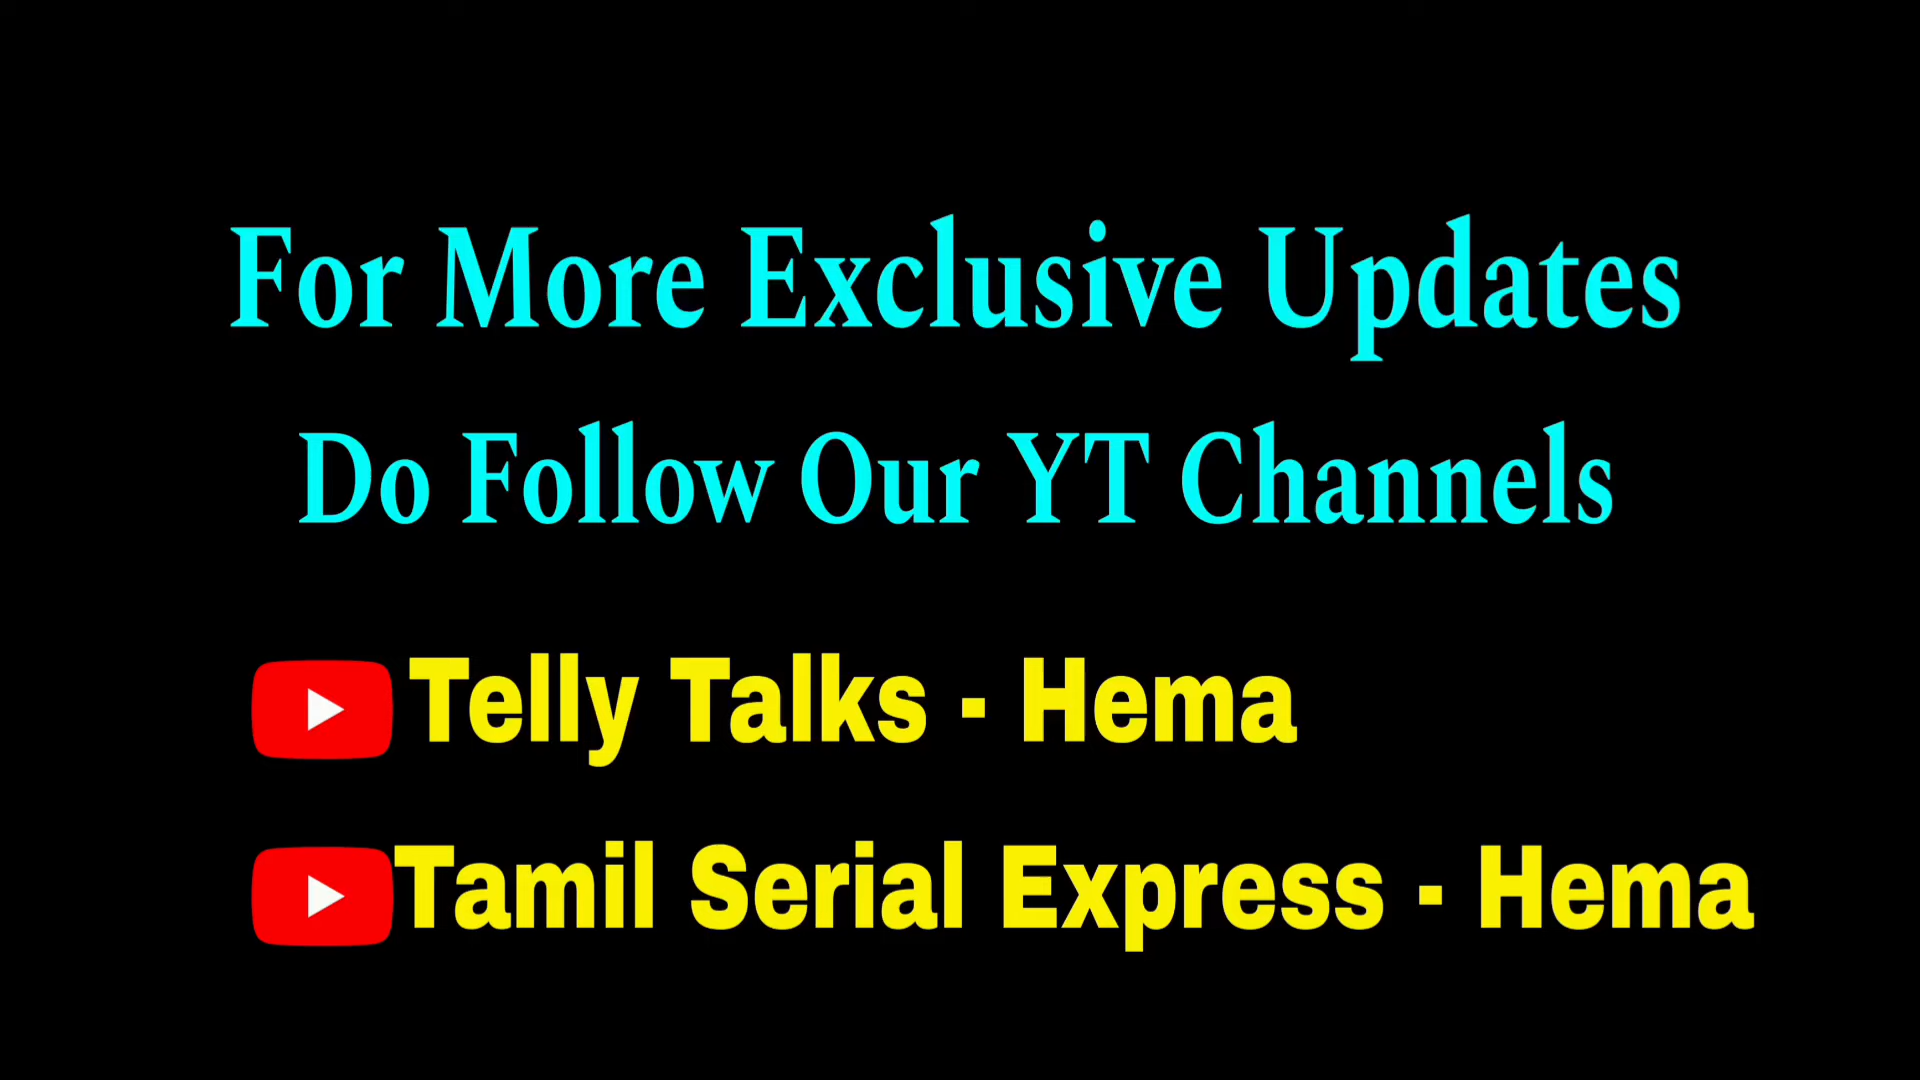 For More Exclusive Updates
Do Follow Our YT Channels
Telly Talks - Hema
Tamil Serial Express - Hema